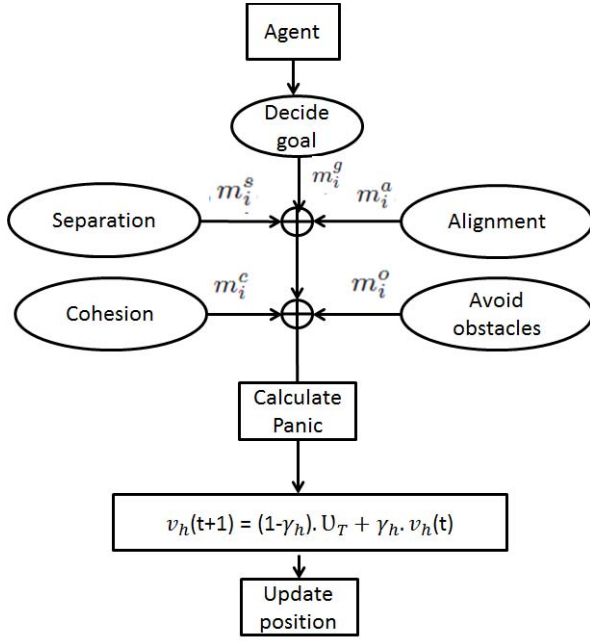 Agent
Decide
goal
m_i^g
m_i^s
m_i^a
Separation
Alignment
m_i^c
m_i^o
Cohesion
Avoid
obstacles
Calculate
Panic
v_h(t+1) = (1-γ_h). U_T + γ_h. v_h(t)
Update
position